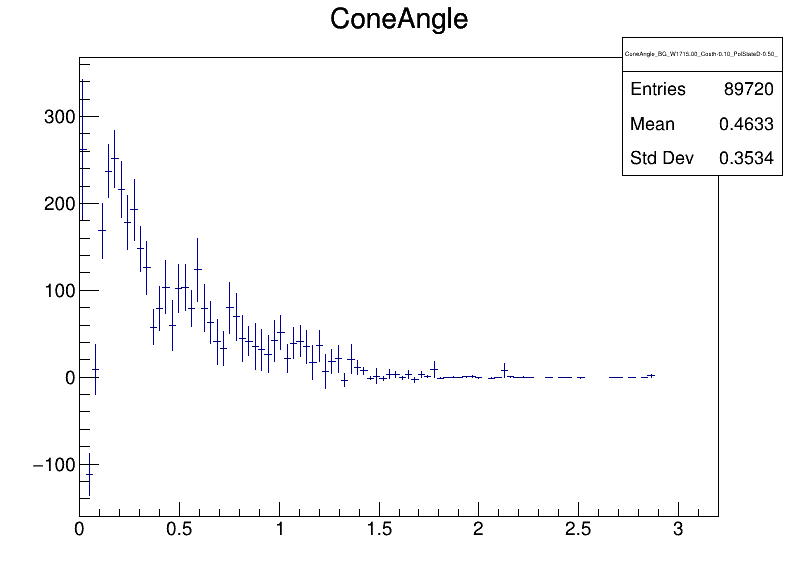 ConeAngle
ConeAngle_BG_W1715.00_Costh-0.10_PolStateD-0.50_
Entries 89720
Mean 0.4633
Std Dev 0.3534
300
200
100
0
−100
0 0.5 1 1.5 2 2.5 3